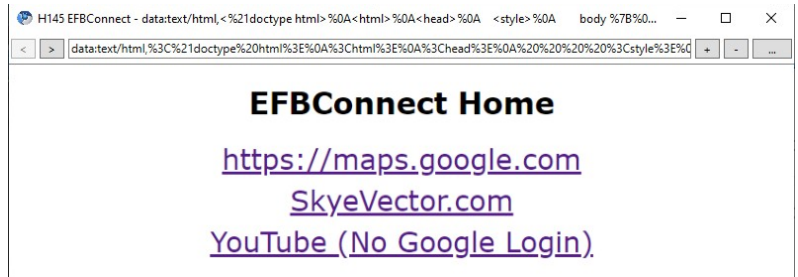 H145 EFBConnect - data:text/html,<%21doctype html>%0A<html>%0A<head>%0A <style>%0A body %7B%0...
< > data:text/html,%3C%21doctype%20html%3E%0A%3Chtml%3E%0A%3Chead%3E%0A%20%20%20%20%3Cstyle%3E%0 + - ...
EFBConnect Home
https://maps.google.com
SkyeVector.com
YouTube (No Google Login)